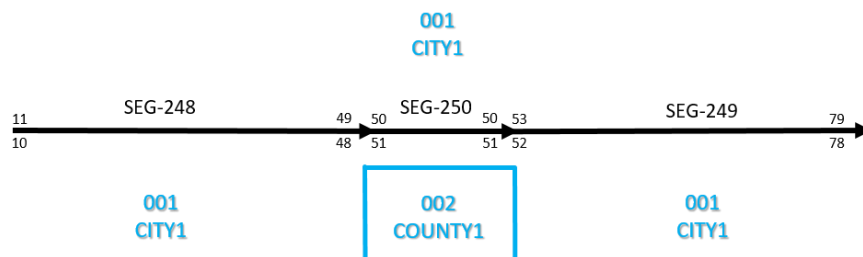 001
CITY1
SEG-248
SEG-250
SEG-249
11 49 50 50 53 79
10 48 51 51 52 78
001
CITY1
002
COUNTY1
001
CITY1